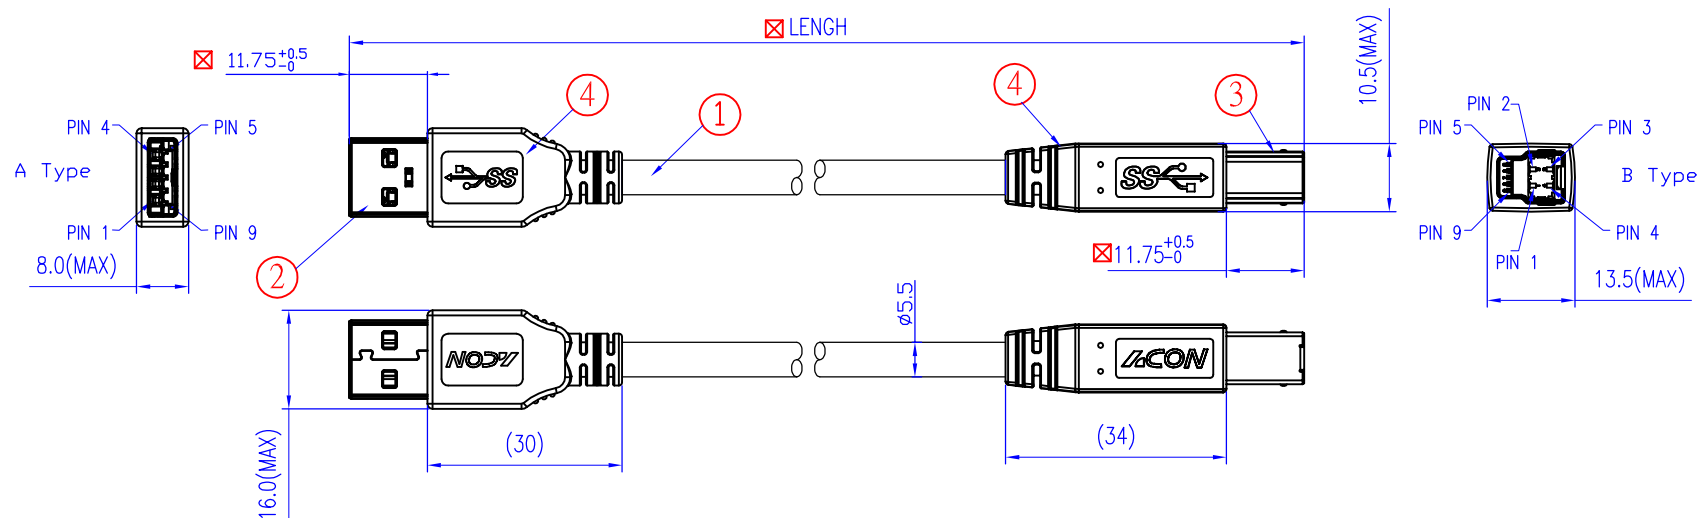 LENGH
11.75+0.5-0
10.5(MAX)
4
4
3
1
PIN 2
PIN 4
PIN 5
PIN 5
PIN 3
A Type
SS
SS
B Type
PIN 1
PIN 9
PIN 9
PIN 4
8.0(MAX)
2
11.75+0.5-0
PIN 1
13.5(MAX)
ø5.5
ACON
ACON
(30)
(34)
16.0(MAX)